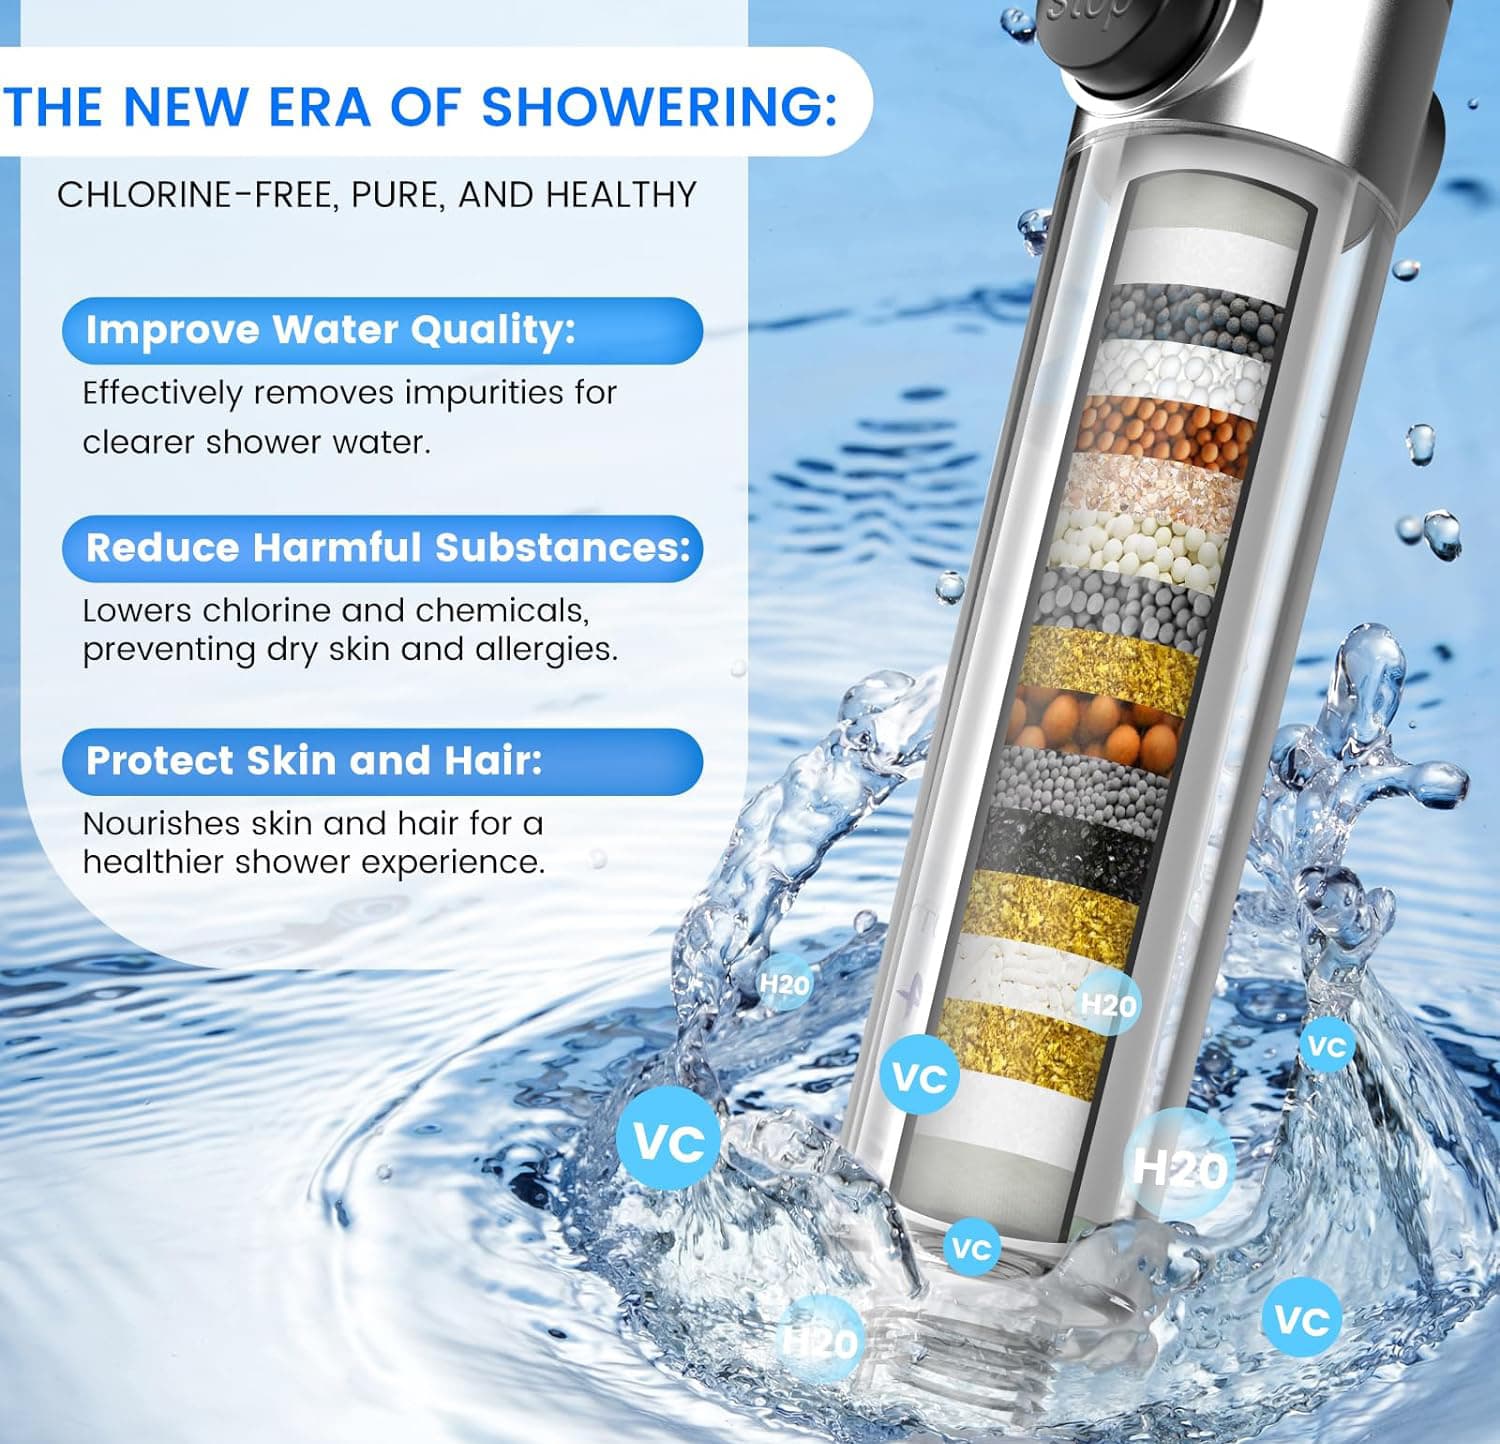 Stop
THE NEW ERA OF SHOWERING:
CHLORINE-FREE, PURE, AND HEALTHY
Improve Water Quality:
Effectively removes impurities for
clearer shower water.
Reduce Harmful Substances:
Lowers chlorine and chemicals,
preventing dry skin and allergies.
Protect Skin and Hair:
Nourishes skin and hair for a
healthier shower experience.
H20
H20
VC
VC
VC
H20
VC
VC
H20